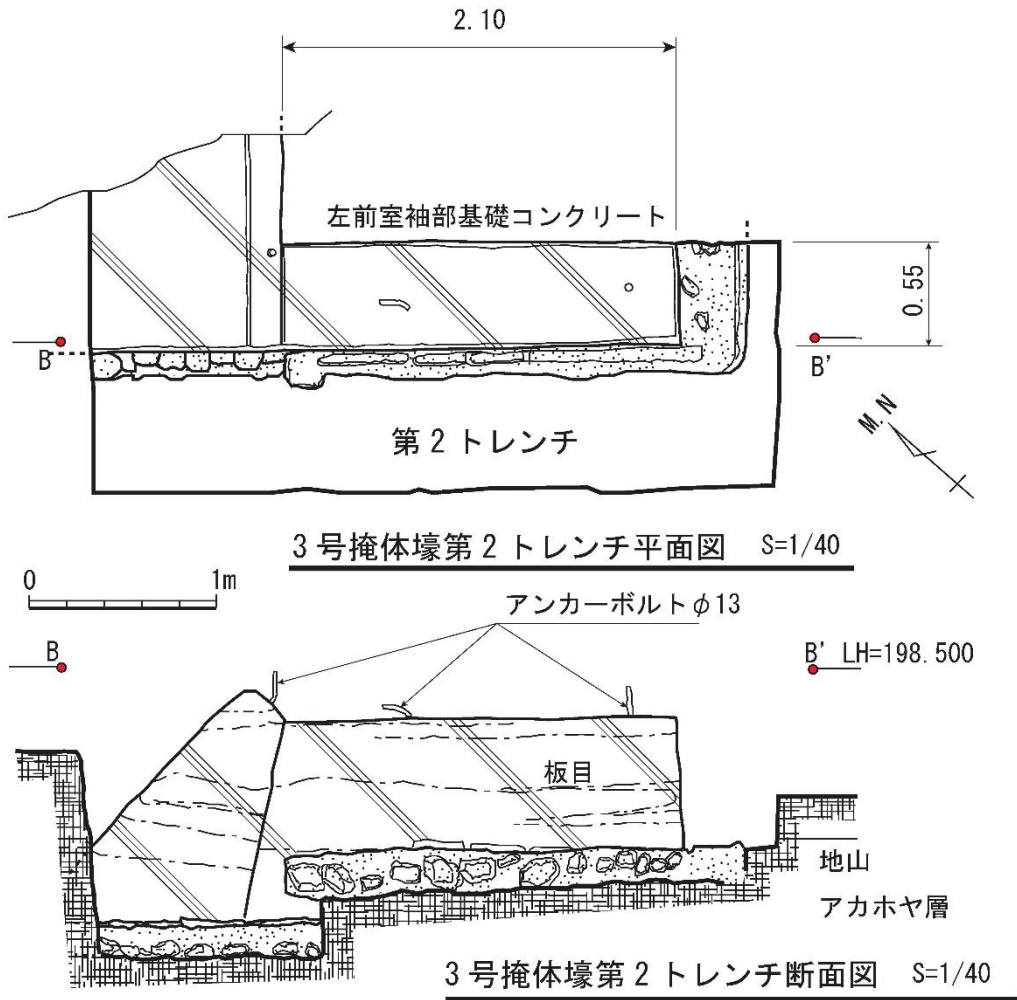 2.10
左前室袖部基礎コンクリート
0.55
B
B'
第2トレンチ
M.N
3号掩体壕第2トレンチ平面図 S=1/40
0 1m
アンカーボルトφ13
B
B' LH=198.500
板目
地山
アカホヤ層
3号掩体壕第2トレンチ断面図 S=1/40